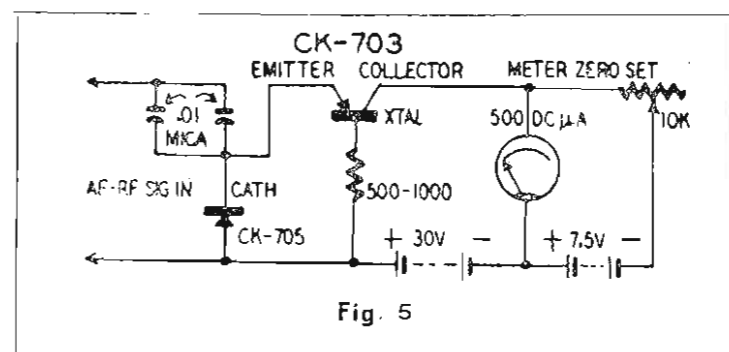 CK-703
EMITTER COLLECTOR METER ZERO SET
.01
MICA
XTAL
500 DC μA
10K
AF-RF SIG IN
CATH
500-1000
CK-705
+ 30V -
+ 7.5V -
Fig. 5